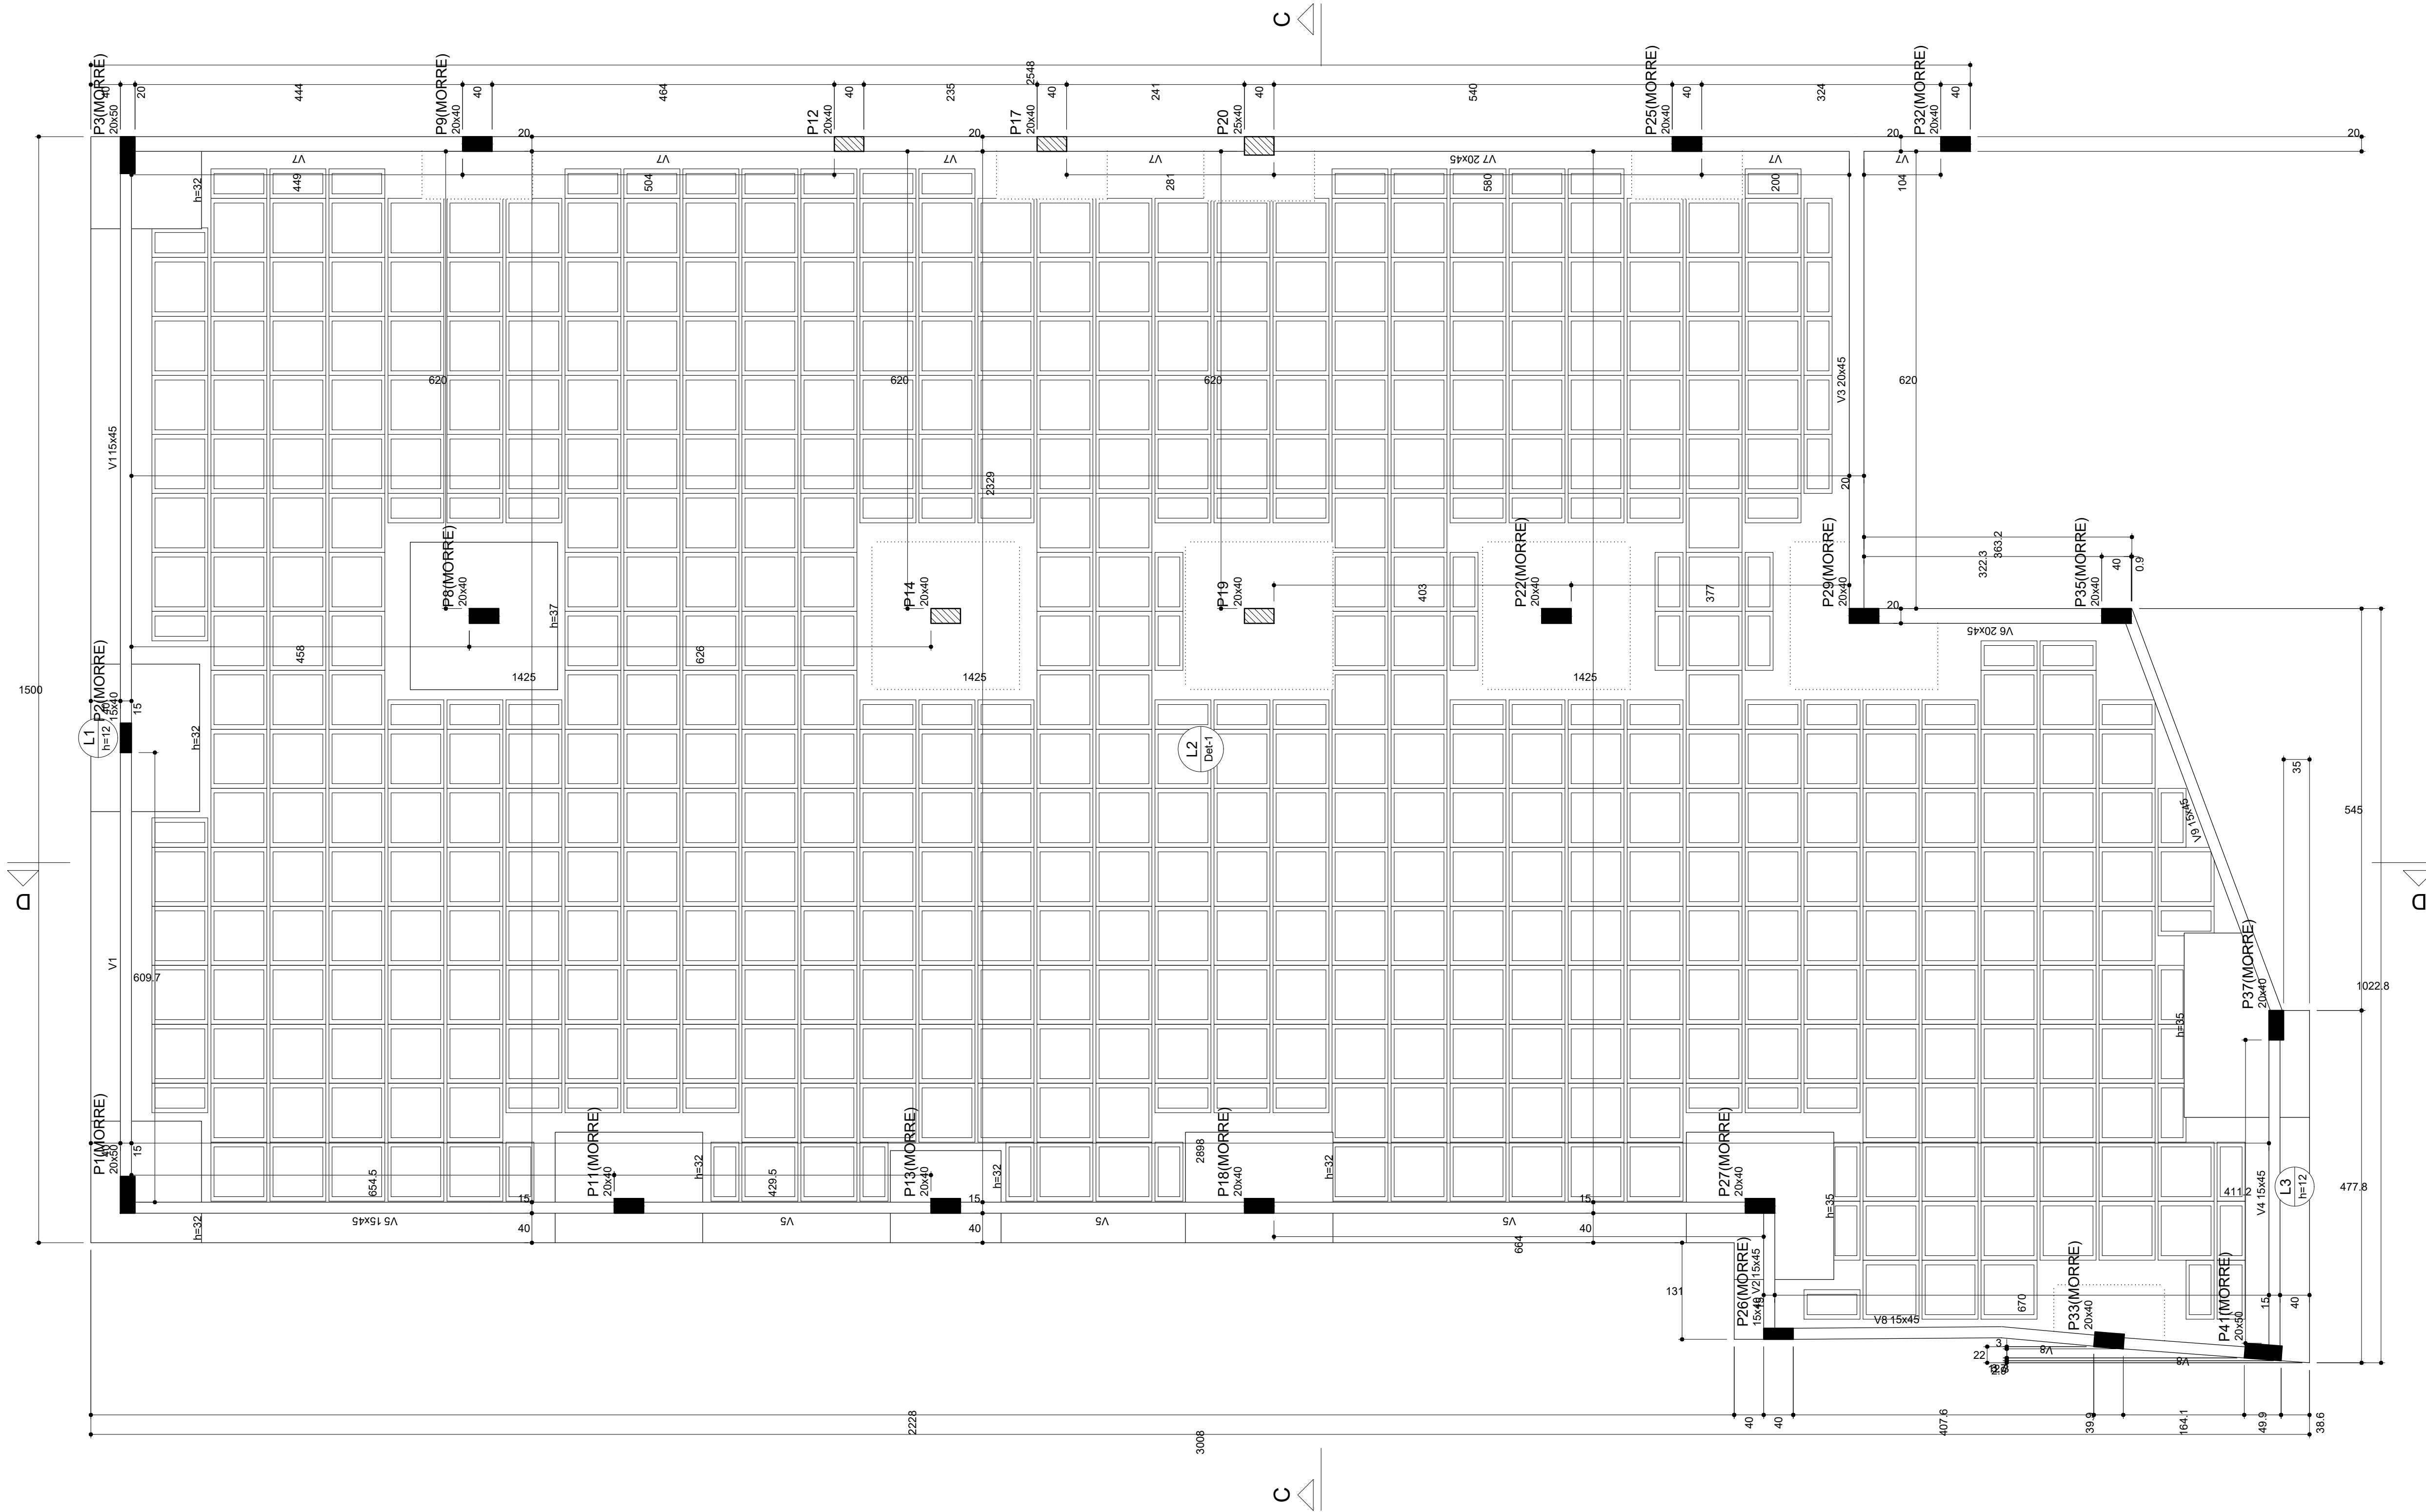 C
2548
40
20
444
40
464
40
235
40
241
40
540
40
324
40
P3(MORRE)
20x50
P9(MORRE)
20x40
P12
20x40
P17
20x40
P20
25x40
P25(MORRE)
20x40
P32(MORRE)
20x40
20
20
20
20
V7
V7
V7
V7
V7 20x45
V7
V7
h=32
449
504
281
580
200
104
620
620
620
620
V3 20x45
V1 15x45
2329
20
P8(MORRE)
20x40
h=37
P14
20x40
P19
20x40
403
P22(MORRE)
20x40
377
P29(MORRE)
20x40
20
V6 20x45
322.3
363.2
40
0.9
P35(MORRE)
20x40
458
626
1425
1425
1425
1500
P2(MORRE)
15x40
40
15
L1
h=12
h=32
L2
Det-1
35
545
V9 15x45
D
D
V1
609.7
P37(MORRE)
20x40
h=35
1022.8
P1(MORRE)
20x50
40
15
654.5
P11(MORRE)
20x40
h=32
429.5
P13(MORRE)
20x40
h=32
2898
P18(MORRE)
20x40
h=32
P27(MORRE)
20x40
h=35
411.2
V4 15x45
L3
h=12
477.8
h=32
V5 15x45
15
40
V5
15
40
V5
V5
15
40
664
131
P26(MORRE)
15x40
V2 15x45
15
670
V8 15x45
P33(MORRE)
20x40
P41(MORRE)
20x50
15
40
3
22
V8
V8
2228
40
40
407.6
39.9
164.1
49.9
38.6
3008
C